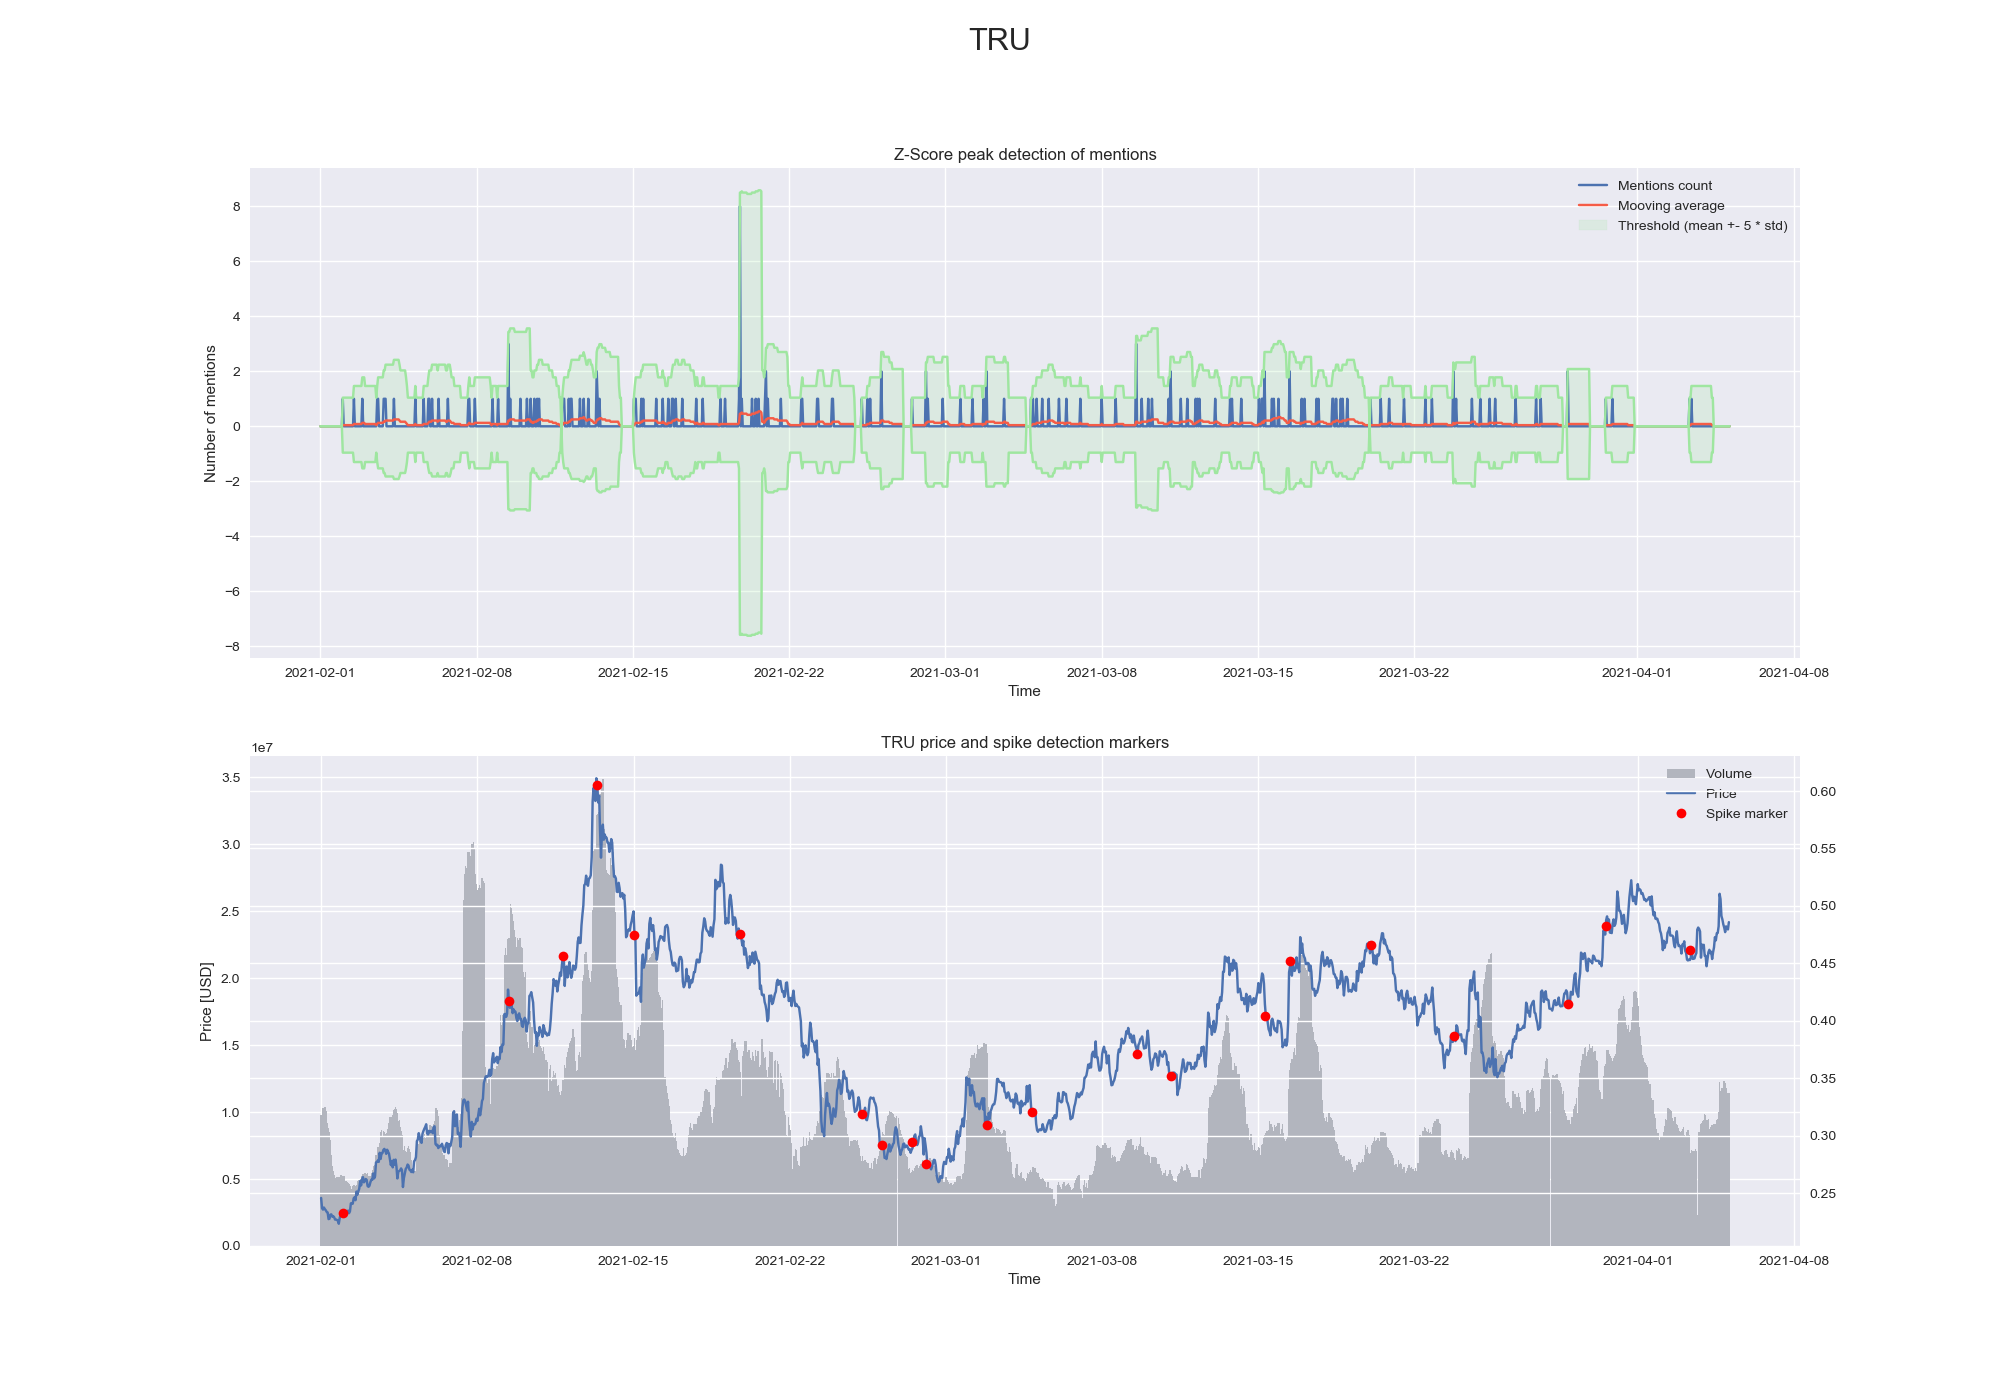 TRU
Z-Score peak detection of mentions
Mentions count
Mooving average
Threshold (mean +- 5 * std)
8
6
4
2
0
−2
−4
−6
−8
Number of mentions
2021-02-01 2021-02-08 2021-02-15 2021-02-22 2021-03-01 2021-03-08 2021-03-15 2021-03-22 2021-04-01 2021-04-08
Time
TRU price and spike detection markers
1e7
Volume
Price
Spike marker
3.5
3.0
2.5
2.0
1.5
1.0
0.5
0.0
Price [USD]
0.60
0.55
0.50
0.45
0.40
0.35
0.30
0.25
2021-02-01 2021-02-08 2021-02-15 2021-02-22 2021-03-01 2021-03-08 2021-03-15 2021-03-22 2021-04-01 2021-04-08
Time